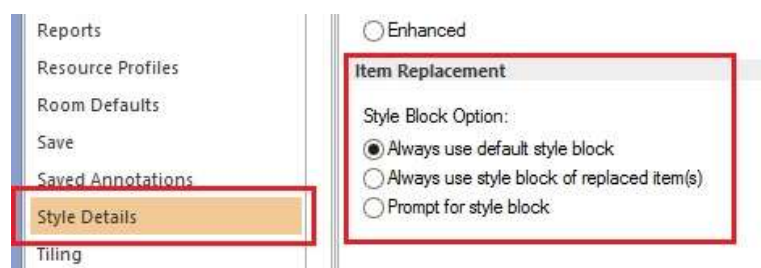 Reports
Resource Profiles
Room Defaults
Save
Saved Annotations
Style Details
Tiling
Enhanced
Item Replacement
Style Block Option:
Always use default style block
Always use style block of replaced item(s)
Prompt for style block